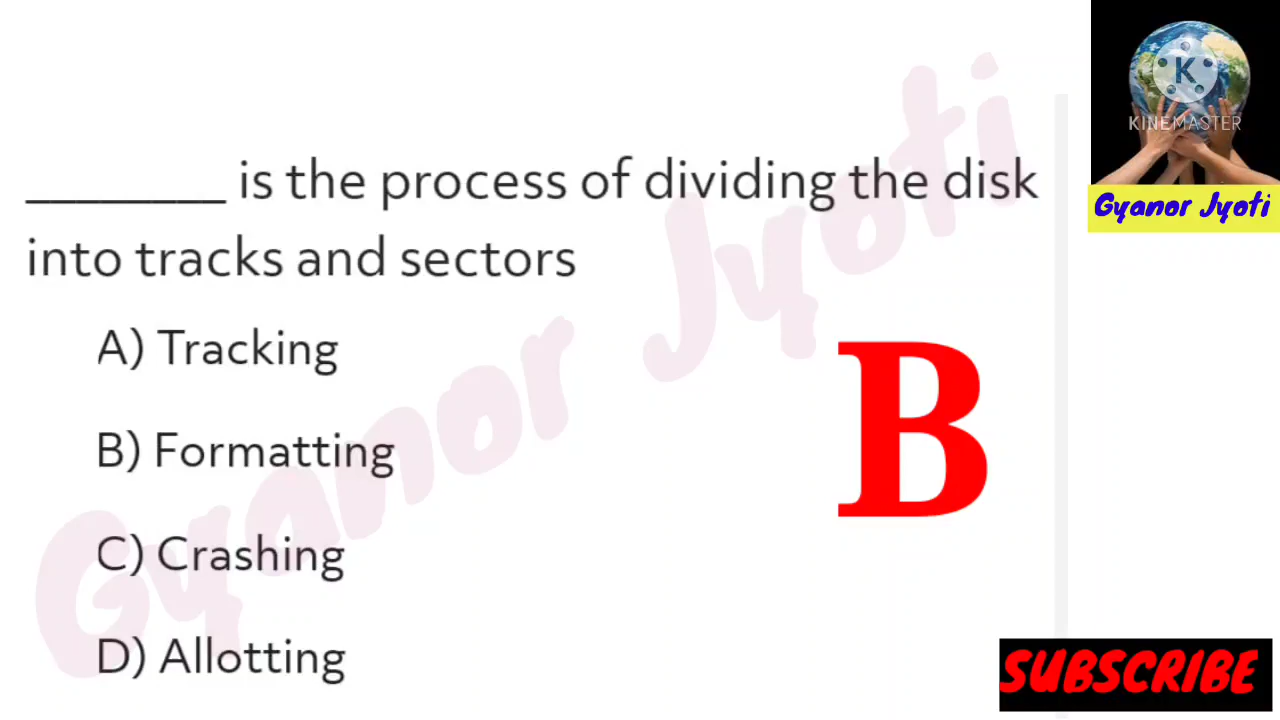 ________ is the process of dividing the disk
into tracks and sectors
A) Tracking
B) Formatting
C) Crashing
D) Allotting
B
Gyanor Jyoti
K
KINEMASTER
Gyanor Jyoti
SUBSCRIBE